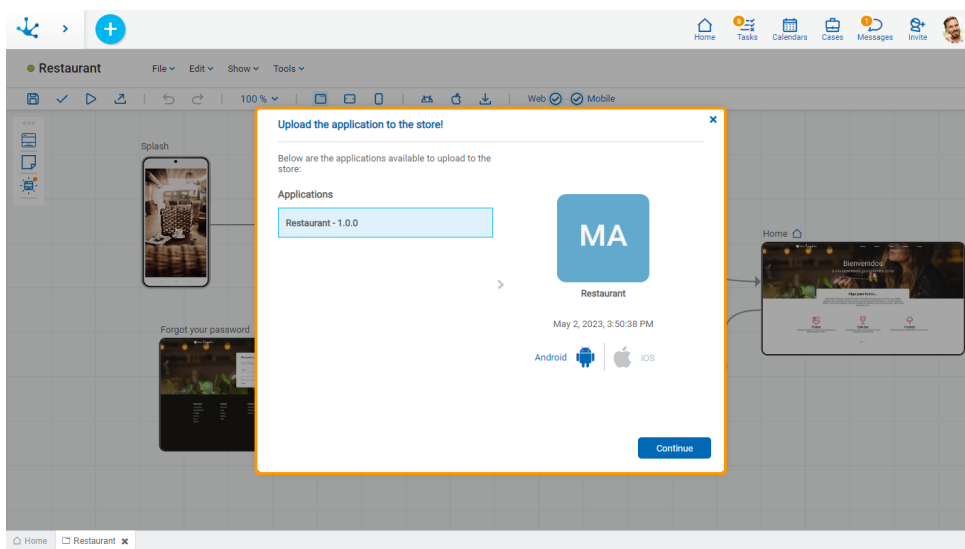 Home
6
Tasks
Calendars
Cases
1
Messages
Invite
Restaurant
File
Edit
Show
Tools
100 %
Web
Mobile
Upload the application to the store!
Below are the applications available to upload to the
store:
Applications
Restaurant - 1.0.0
MA
Restaurant
May 2, 2023, 3:50:38 PM
Android
iOS
Continue
Splash
Forgot your password
Home
Bienvenidos
Home
Restaurant